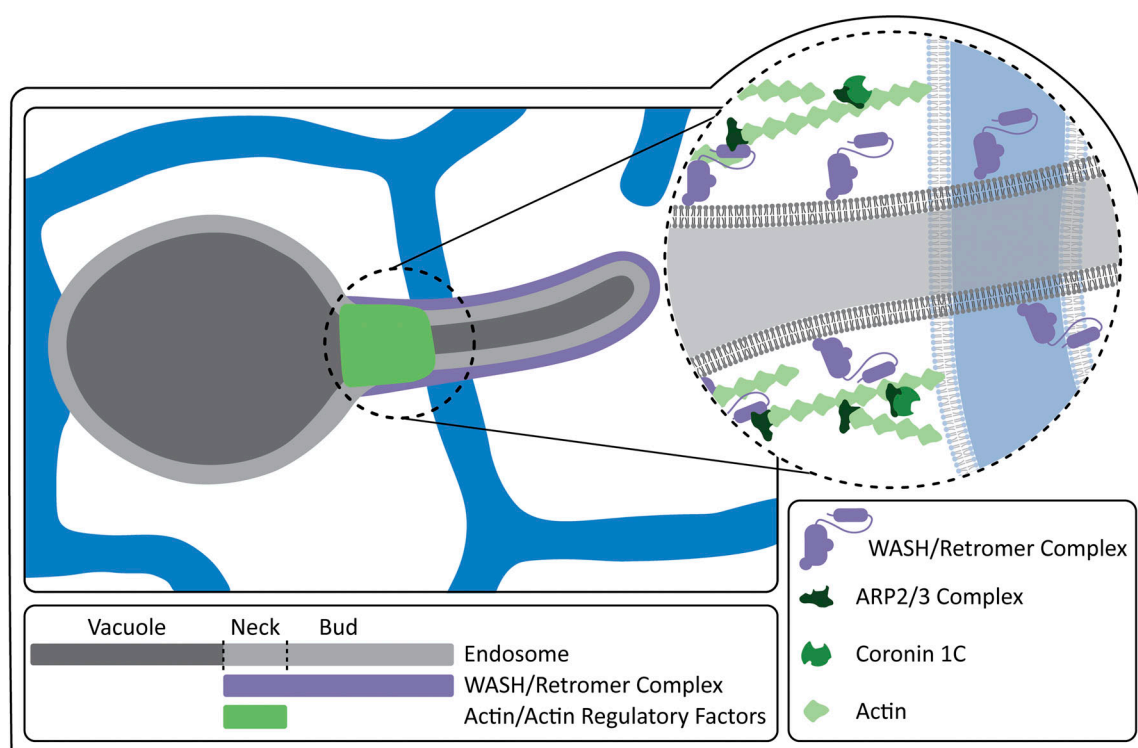 Vacuole Neck Bud
Endosome
WASH/Retromer Complex
Actin/Actin Regulatory Factors
WASH/Retromer Complex
ARP2/3 Complex
Coronin 1C
Actin